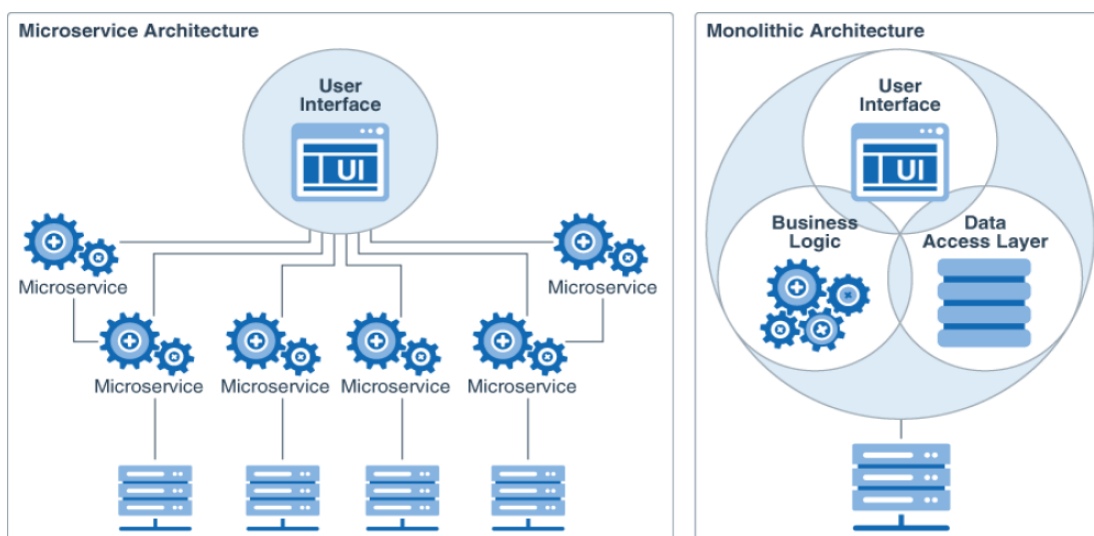 Microservice Architecture
User
Interface
UI
Microservice
Microservice
Microservice
Microservice
Microservice
Microservice
Monolithic Architecture
User
Interface
UI
Business
Logic
Data
Access Layer